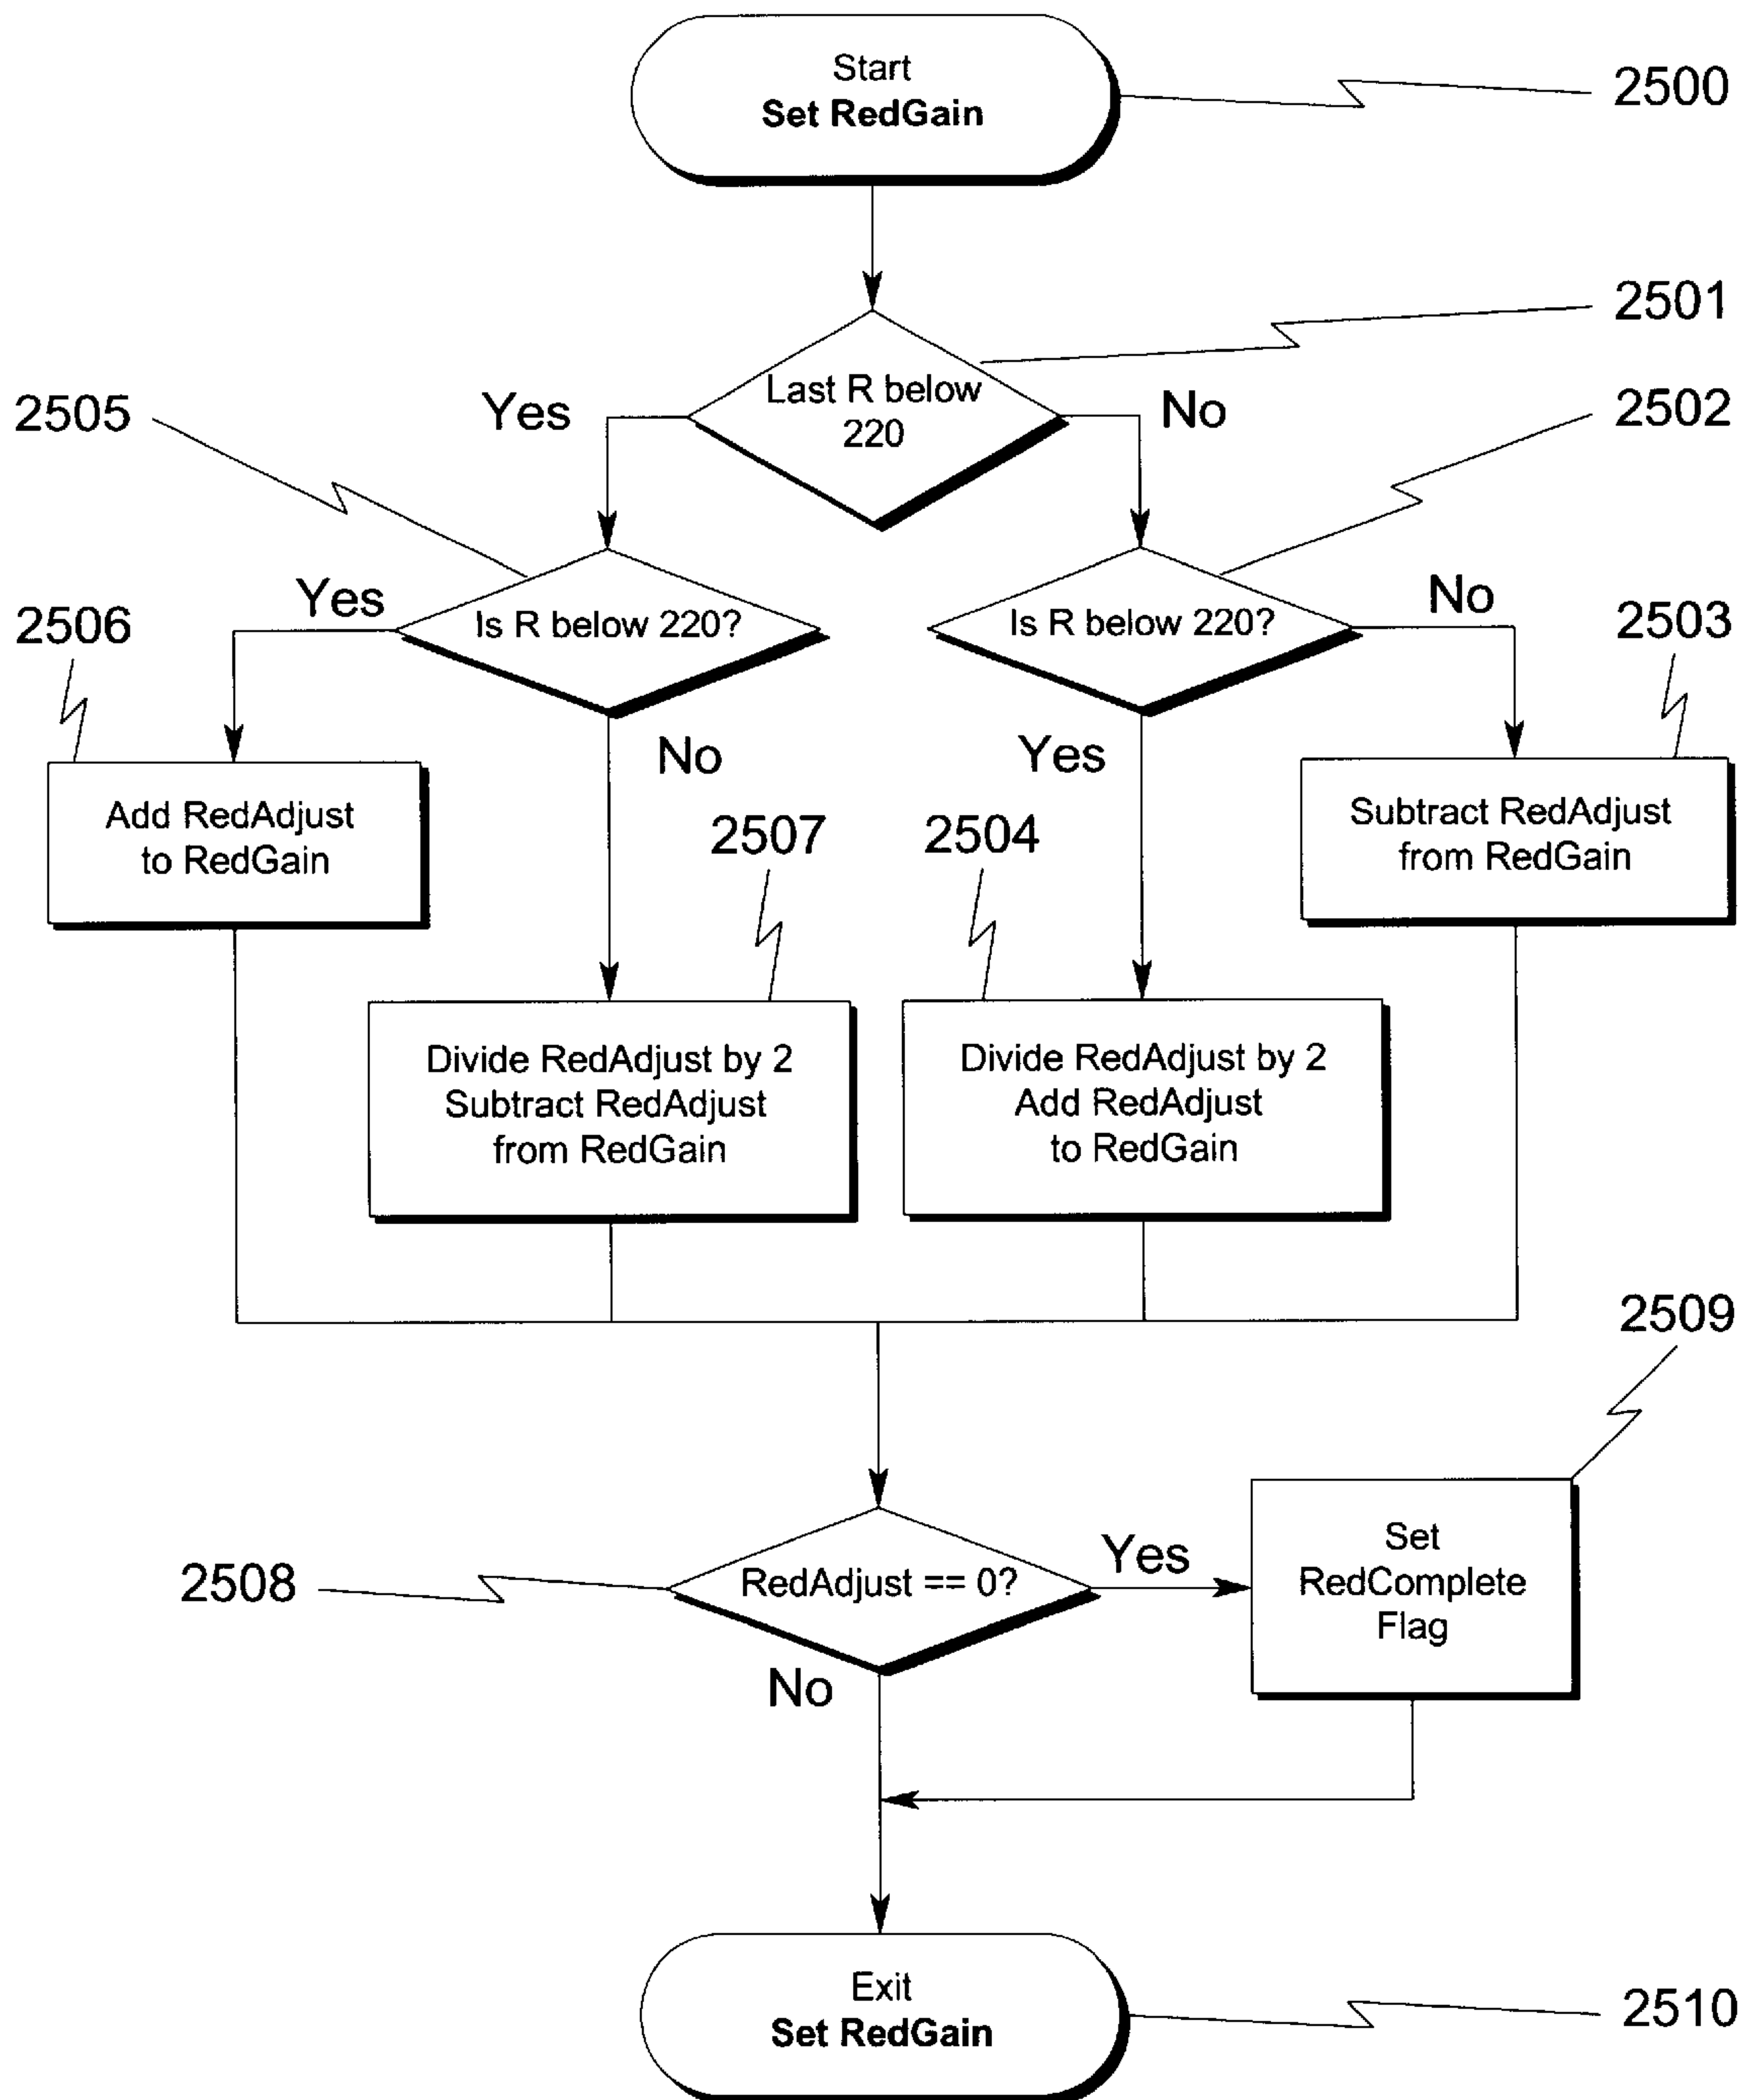 Start
Set RedGain
2500
2501
Last R below
220
Yes
No
2505
2502
Is R below 220?
Yes
Is R below 220?
No
2506
2503
No
Yes
Add RedAdjust
to RedGain
Subtract RedAdjust
from RedGain
2507
2504
Divide RedAdjust by 2
Subtract RedAdjust
from RedGain
Divide RedAdjust by 2
Add RedAdjust
to RedGain
2509
2508
RedAdjust == 0?
Yes
No
Set
RedComplete
Flag
Exit
Set RedGain
2510